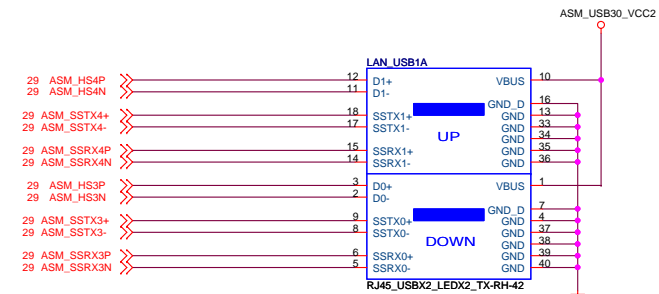 ASM_USB30_VCC2
LAN_USB1A
29 ASM_HS4P 12 D1+ VBUS 10
29 ASM_HS4N 11 D1-
GND_D 16
29 ASM_SSTX4+ 18 SSTX1+ GND 13
29 ASM_SSTX4- 17 SSTX1- GND 33
UP GND 34
29 ASM_SSRX4P 15 SSRX1+ GND 35
29 ASM_SSRX4N 14 SSRX1- GND 36
29 ASM_HS3P 3 D0+ VBUS 1
29 ASM_HS3N 2 D0-
GND_D 7
29 ASM_SSTX3+ 9 SSTX0+ GND 4
29 ASM_SSTX3- 8 SSTX0- GND 37
DOWN GND 38
29 ASM_SSRX3P 6 SSRX0+ GND 39
29 ASM_SSRX3N 5 SSRX0- GND 40
RJ45_USBX2_LEDX2_TX-RH-42